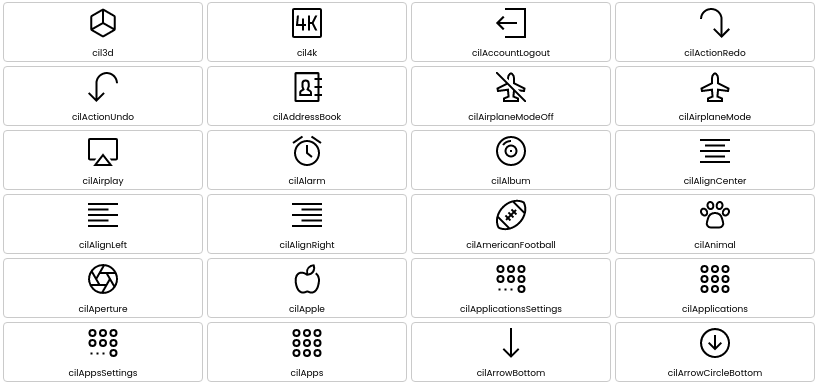 cil3d
4K
cil4k
cilAccountLogout
cilActionRedo
cilActionUndo
cilAddressBook
cilAirplaneModeOff
cilAirplaneMode
cilAirplay
cilAlarm
cilAlbum
cilAlignCenter
cilAlignLeft
cilAlignRight
cilAmericanFootball
cilAnimal
cilAperture
cilApple
cilApplicationsSettings
cilApplications
cilAppsSettings
cilApps
cilArrowBottom
cilArrowCircleBottom